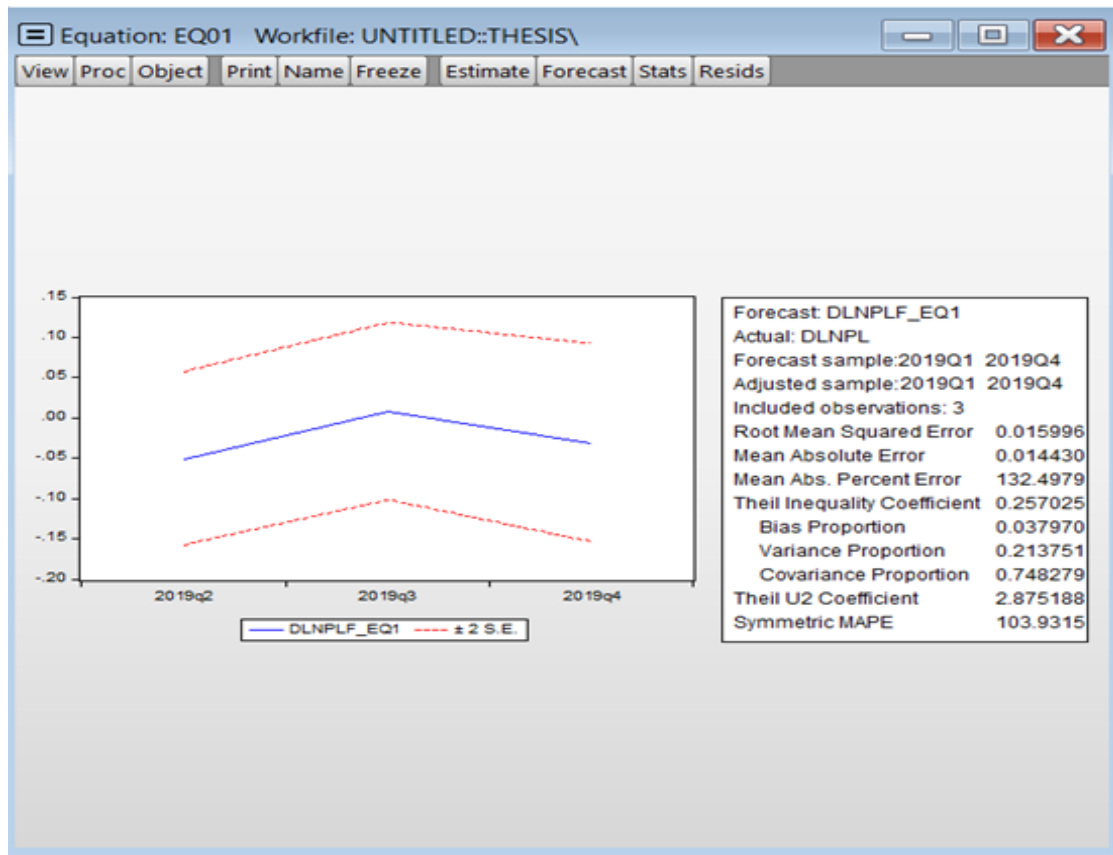 Equation: EQ01 Workfile: UNTITLED::THESIS\
View Proc Object Print Name Freeze Estimate Forecast Stats Resids
.15
.10
.05
.00
-.05
-.10
-.15
-.20
2019q2 2019q3 2019q4
DLNPLF_EQ1 ± 2 S.E.
Forecast: DLNPLF_EQ1
Actual: DLNPL
Forecast sample:2019Q1 2019Q4
Adjusted sample:2019Q1 2019Q4
Included observations: 3
Root Mean Squared Error 0.015996
Mean Absolute Error 0.014430
Mean Abs. Percent Error 132.4979
Theil Inequality Coefficient 0.257025
Bias Proportion 0.037970
Variance Proportion 0.213751
Covariance Proportion 0.748279
Theil U2 Coefficient 2.875188
Symmetric MAPE 103.9315